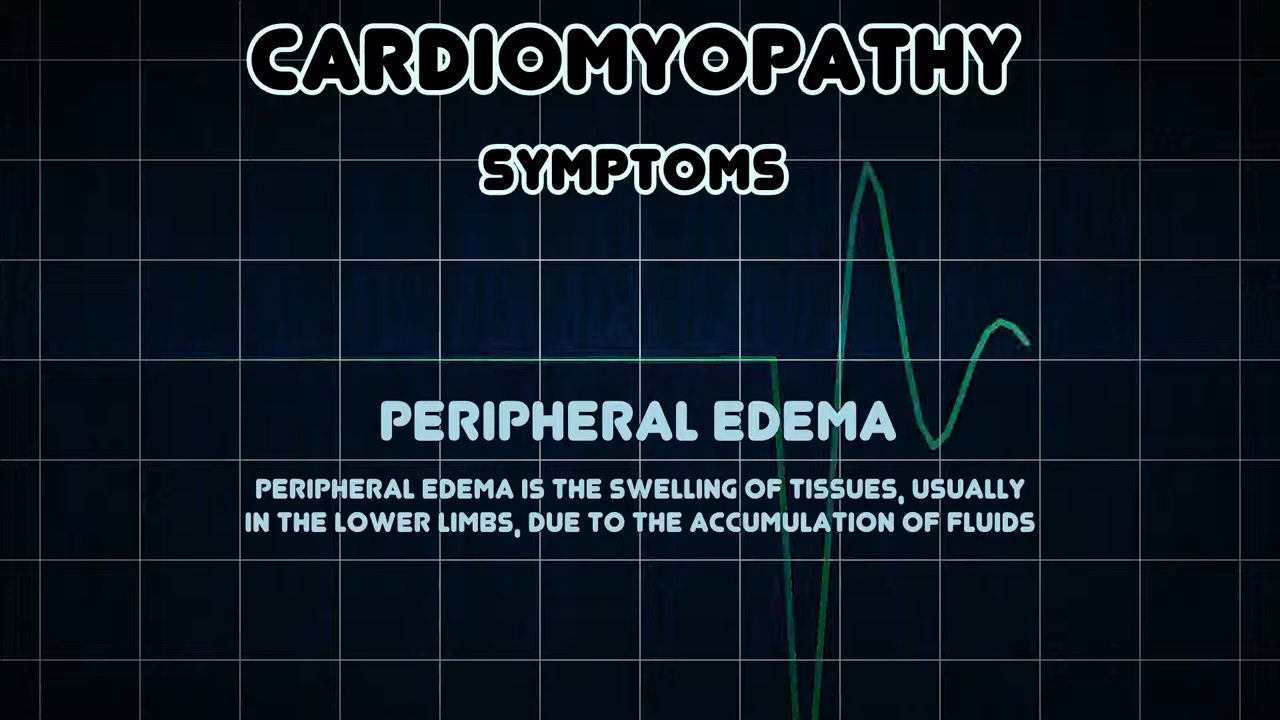 CARDIOMYOPATHY
SYMPTOMS
PERIPHERAL EDEMA
PERIPHERAL EDEMA IS THE SWELLING OF TISSUES, USUALLY
IN THE LOWER LIMBS, DUE TO THE ACCUMULATION OF FLUIDS